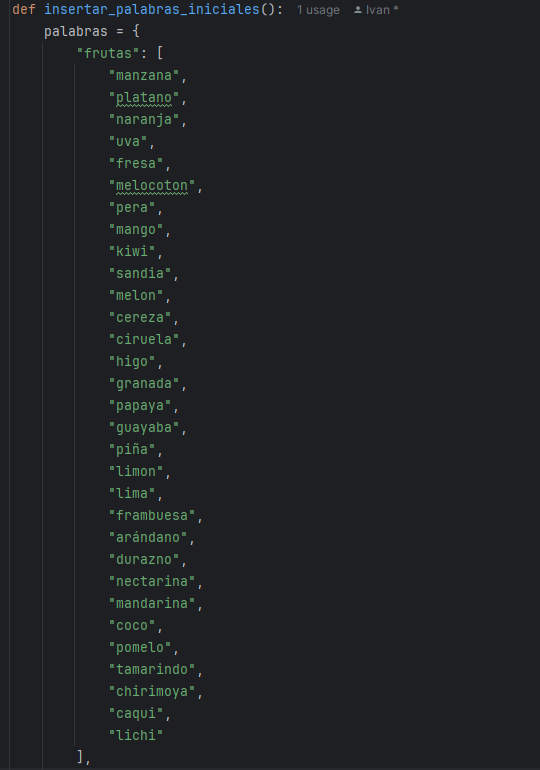 def insertar_palabras_iniciales(): 1 usage Ivan *
palabras = {
"frutas": [
"manzana",
"platano",
"naranja",
"uva",
"fresa",
"melocoton",
"pera",
"mango",
"kiwi",
"sandia",
"melon",
"cereza",
"ciruela",
"higo",
"granada",
"papaya",
"guayaba",
"piña",
"limon",
"lima",
"frambuesa",
"arándano",
"durazno",
"nectarina",
"mandarina",
"coco",
"pomelo",
"tamarindo",
"chirimoya",
"caqui",
"lichi"
],